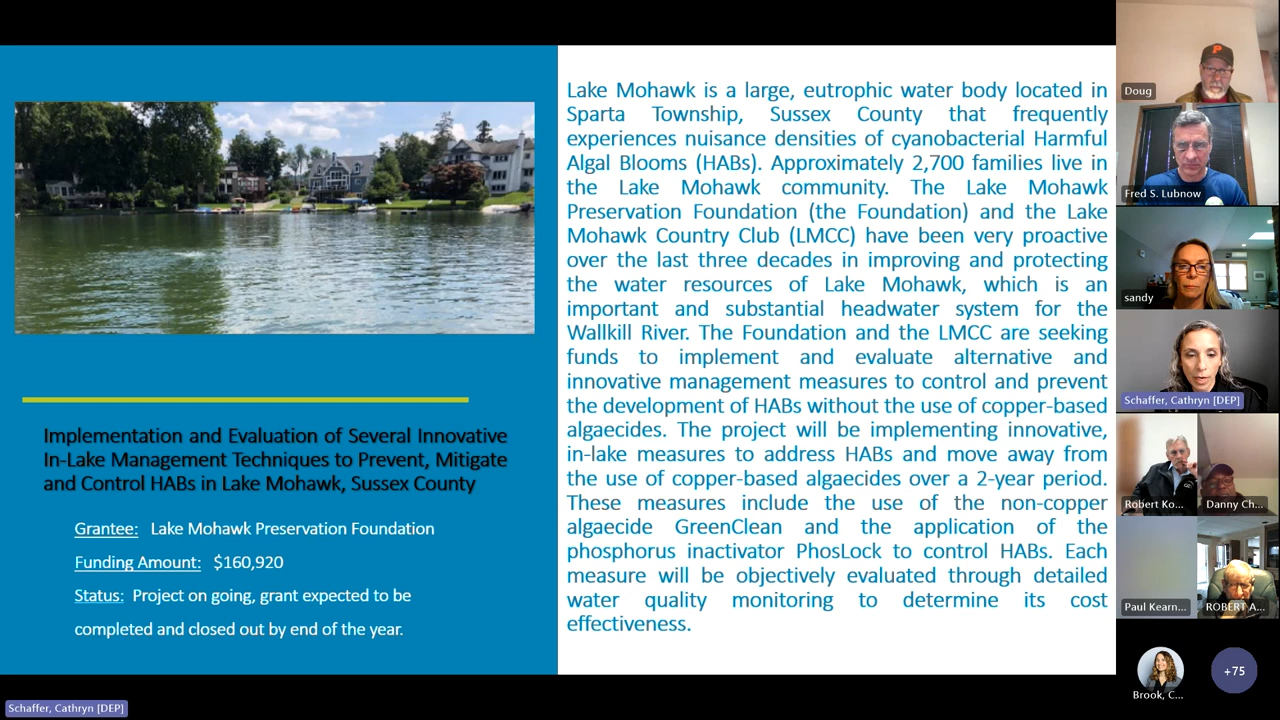 Implementation and Evaluation of Several Innovative
In-Lake Management Techniques to Prevent, Mitigate
and Control HABs in Lake Mohawk, Sussex County
Grantee: Lake Mohawk Preservation Foundation
Funding Amount: $160,920
Status: Project on going, grant expected to be
completed and closed out by end of the year.
Lake Mohawk is a large, eutrophic water body located in
Sparta Township, Sussex County that frequently
experiences nuisance densities of cyanobacterial Harmful
Algal Blooms (HABs). Approximately 2,700 families live in
the Lake Mohawk community. The Lake Mohawk
Preservation Foundation (the Foundation) and the Lake
Mohawk Country Club (LMCC) have been very proactive
over the last three decades in improving and protecting
the water resources of Lake Mohawk, which is an
important and substantial headwater system for the
Wallkill River. The Foundation and the LMCC are seeking
funds to implement and evaluate alternative and
innovative management measures to control and prevent
the development of HABs without the use of copper-based
algaecides. The project will be implementing innovative,
in-lake measures to address HABs and move away from
the use of copper-based algaecides over a 2-year period.
These measures include the use of the non-copper
algaecide GreenClean and the application of the
phosphorus inactivator PhosLock to control HABs. Each
measure will be objectively evaluated through detailed
water quality monitoring to determine its cost
effectiveness.
P
Doug
Fred S. Lubnow
sandy
Schaffer, Cathryn [DEP]
Robert Ko...
Danny Ch...
Paul Kearn...
ROBERT A...
Brook, C...
+75
Schaffer, Cathryn [DEP]